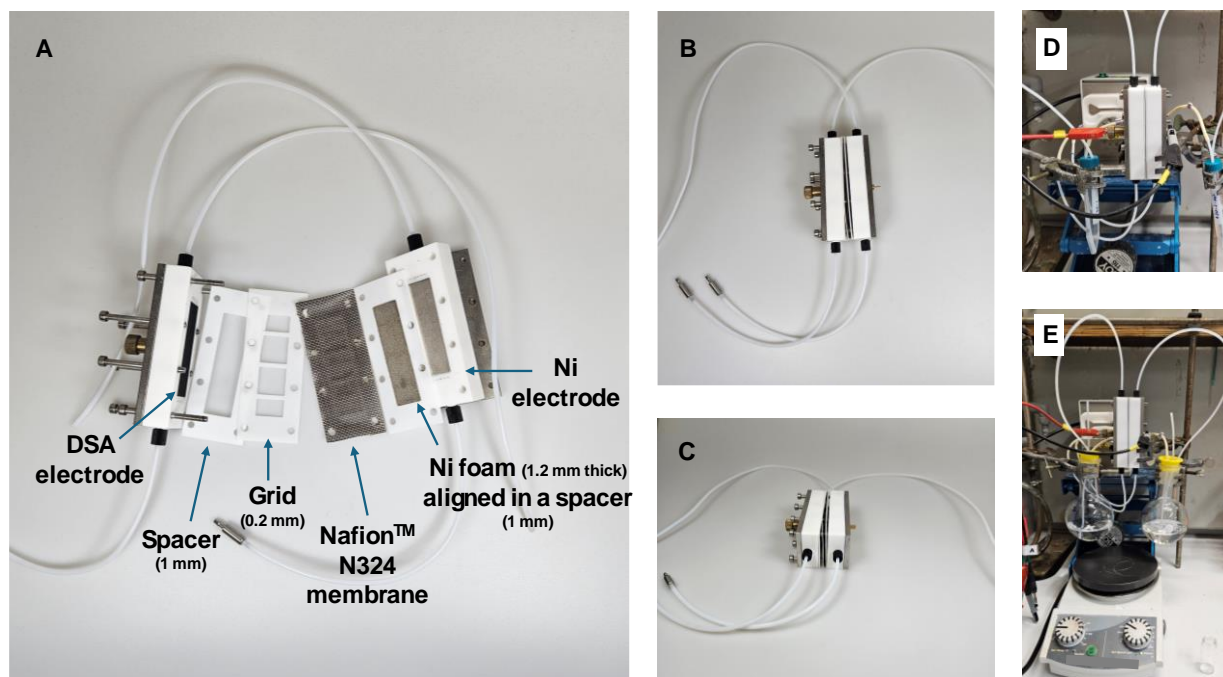 A
DSA
electrode
Spacer
(1 mm)
Grid
(0.2 mm)
Nafion™
N324
membrane
Ni foam (1.2 mm thick)
aligned in a spacer
(1 mm)
Ni
electrode
B
C
D
E